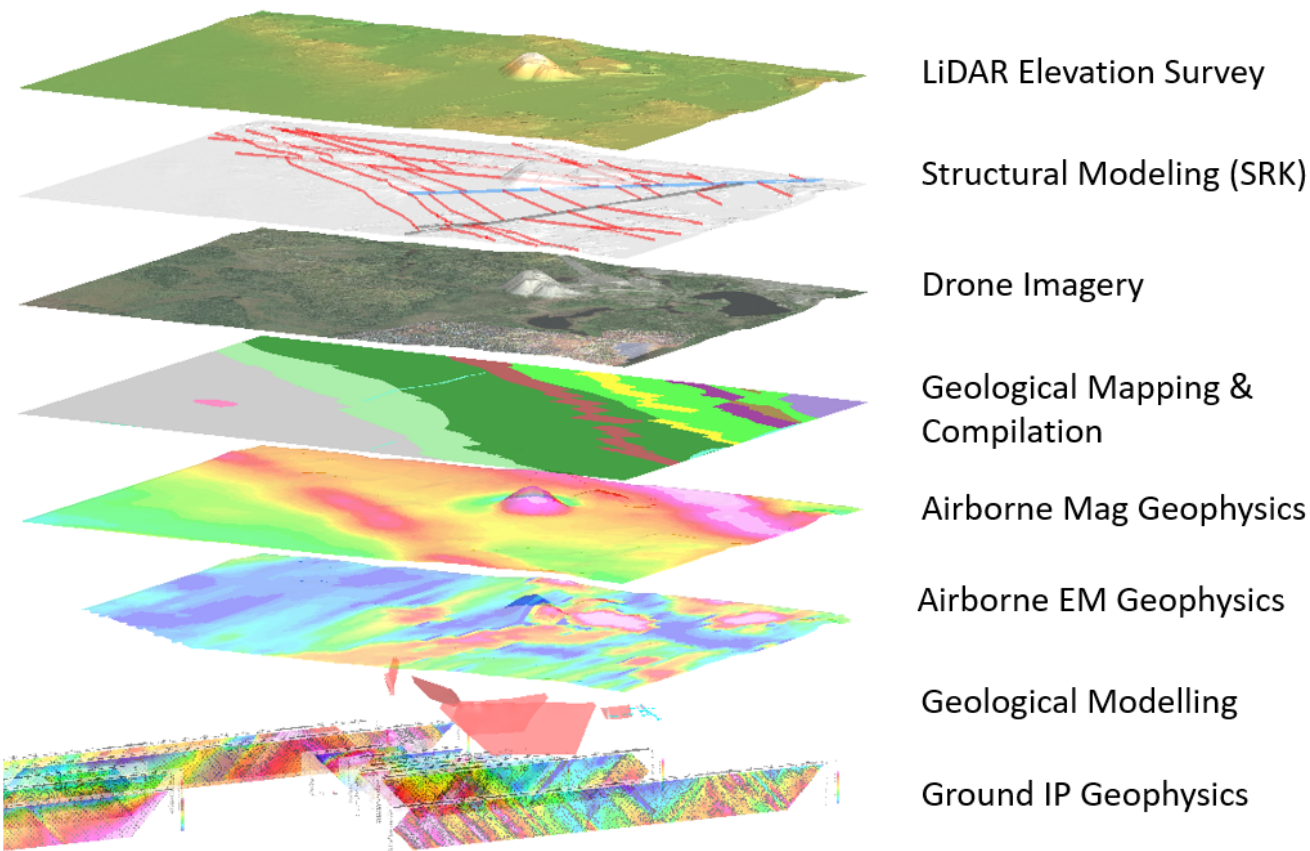 LiDAR Elevation Survey
Structural Modeling (SRK)
Drone Imagery
Geological Mapping &
Compilation
Airborne Mag Geophysics
Airborne EM Geophysics
Geological Modelling
Ground IP Geophysics